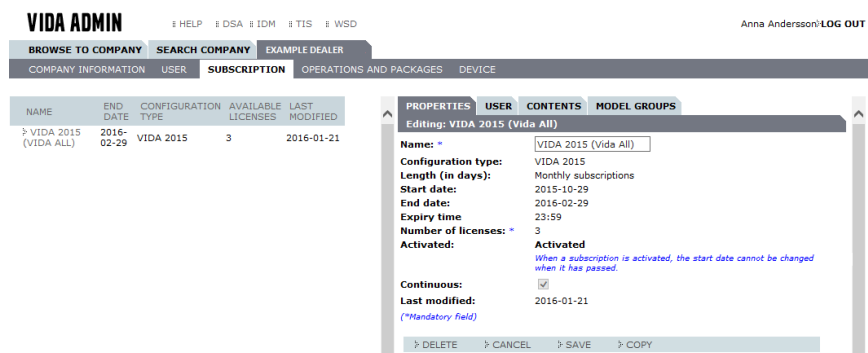 VIDA ADMIN HELP DSA IDM TIS WSD Anna Andersson LOG OUT
BROWSE TO COMPANY SEARCH COMPANY EXAMPLE DEALER
COMPANY INFORMATION USER SUBSCRIPTION OPERATIONS AND PACKAGES DEVICE
NAME END DATE CONFIGURATION TYPE AVAILABLE LICENSES LAST MODIFIED
VIDA 2015 (VIDA ALL) 2016-02-29 VIDA 2015 3 2016-01-21
PROPERTIES USER CONTENTS MODEL GROUPS
Editing: VIDA 2015 (Vida All)
Name: * VIDA 2015 (Vida All)
Configuration type: VIDA 2015
Length (in days): Monthly subscriptions
Start date: 2015-10-29
End date: 2016-02-29
Expiry time 23:59
Number of licenses: * 3
Activated: Activated
When a subscription is activated, the start date cannot be changed
when it has passed.
Continuous:
Last modified: 2016-01-21
(*Mandatory field)
DELETE CANCEL SAVE COPY